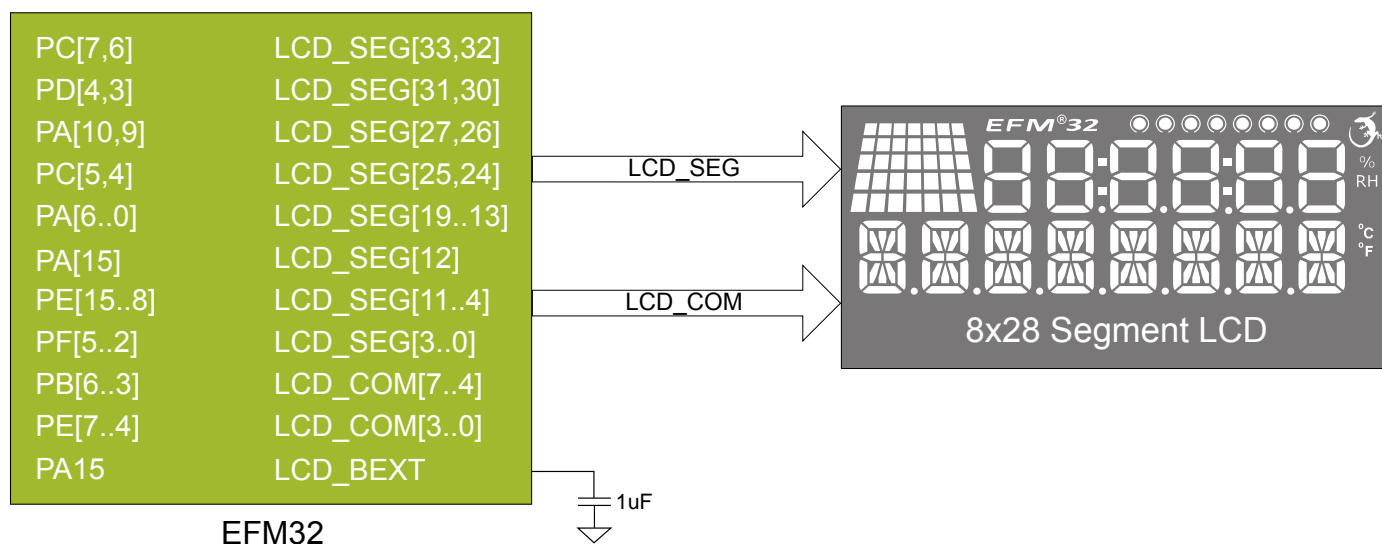 PC[7,6] LCD_SEG[33,32]
PD[4,3] LCD_SEG[31,30]
PA[10,9] LCD_SEG[27,26]
PC[5,4] LCD_SEG[25,24]
PA[6..0] LCD_SEG[19..13]
PA[15] LCD_SEG[12]
PE[15..8] LCD_SEG[11..4]
PF[5..2] LCD_SEG[3..0]
PB[6..3] LCD_COM[7..4]
PE[7..4] LCD_COM[3..0]
PA15 LCD_BEXT
EFM32
1uF
LCD_SEG
LCD_COM
EFM®32
%
RH
°C
°F
8x28 Segment LCD